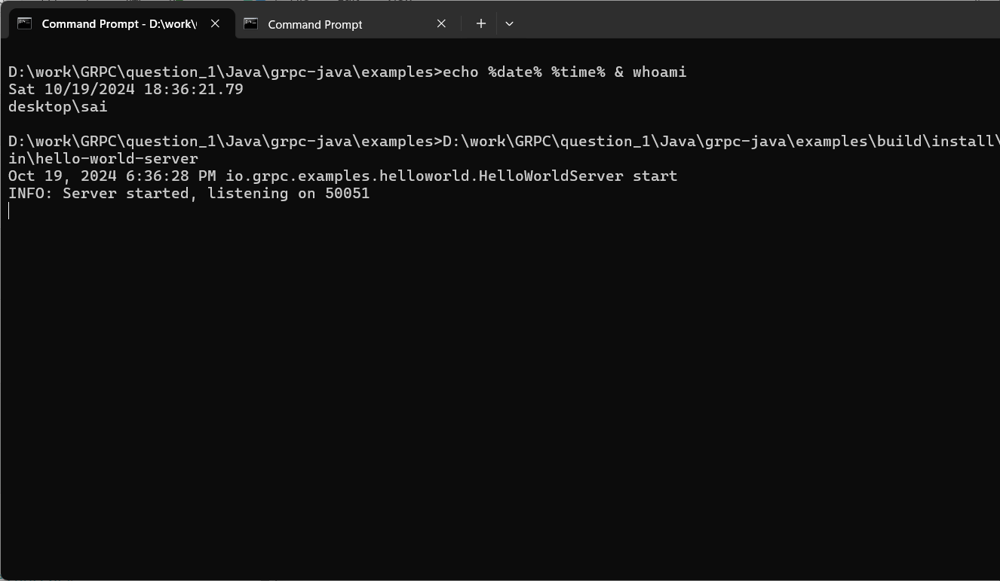 Command Prompt - D:\work\
Command Prompt
D:\work\GRPC\question_1\Java\grpc-java\examples>echo %date% %time% & whoami
Sat 10/19/2024 18:36:21.79
desktop\sai
D:\work\GRPC\question_1\Java\grpc-java\examples>D:\work\GRPC\question_1\Java\grpc-java\examples\build\install\
in\hello-world-server
Oct 19, 2024 6:36:28 PM io.grpc.examples.helloworld.HelloWorldServer start
INFO: Server started, listening on 50051